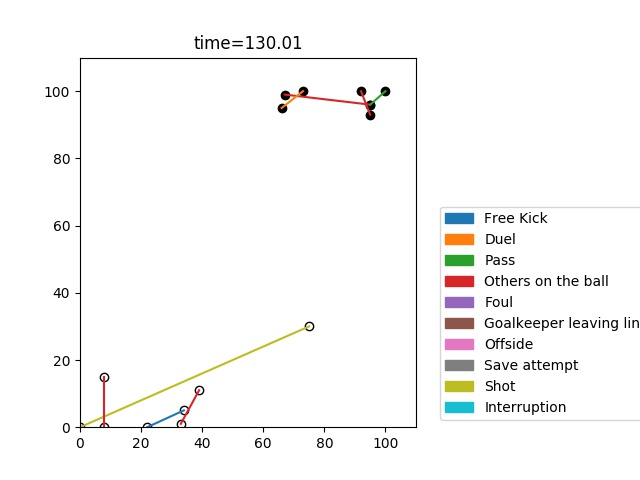 time=130.01
100
80
60
40
20
0
0 20 40 60 80 100
Free Kick
Duel
Pass
Others on the ball
Foul
Goalkeeper leaving lin
Offside
Save attempt
Shot
Interruption